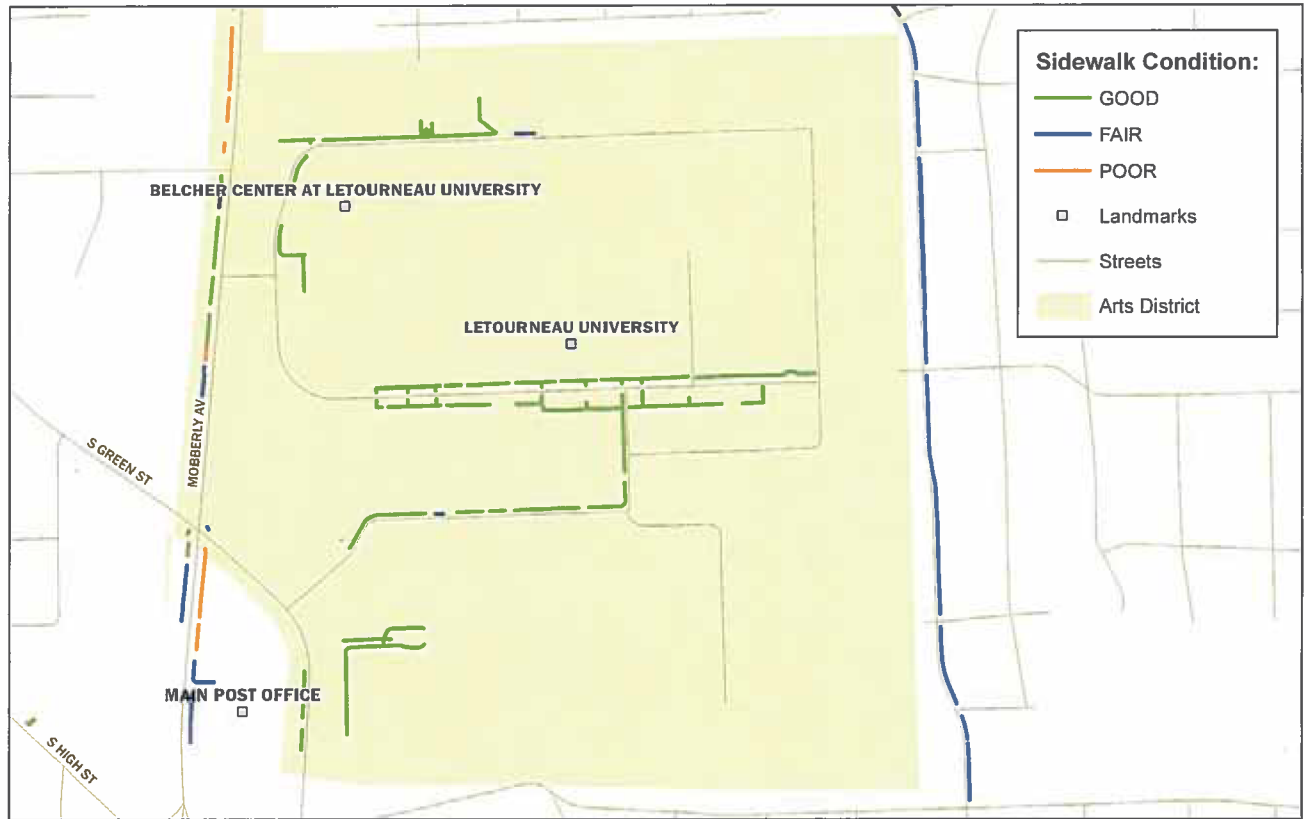 Sidewalk Condition:
GOOD
FAIR
POOR
Landmarks
Streets
Arts District
BELCHER CENTER AT LETOURNEAU UNIVERSITY
LETOURNEAU UNIVERSITY
MOBBERLY AV
S GREEN ST
MAIN POST OFFICE
S HIGH ST